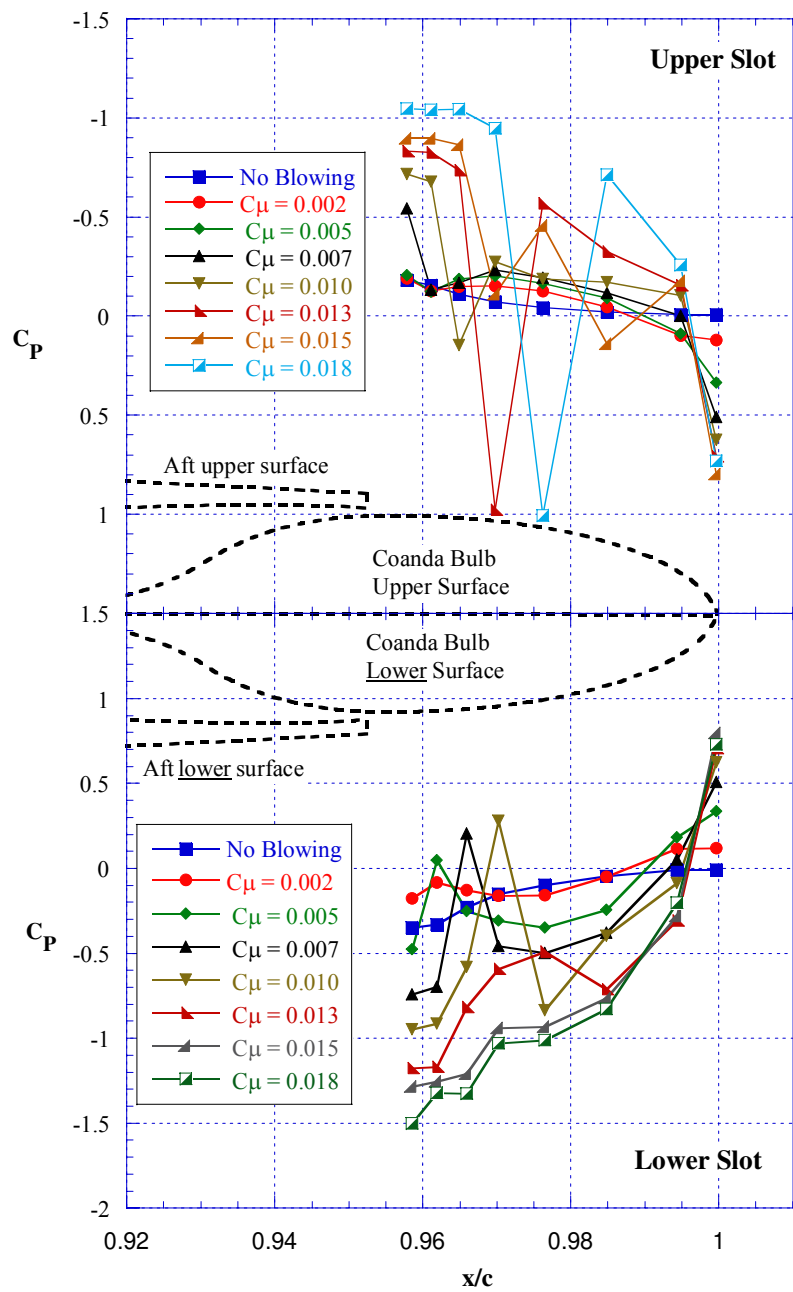 -1.5
Upper Slot
-1
No Blowing
Cμ = 0.002
Cμ = 0.005
Cμ = 0.007
Cμ = 0.010
Cμ = 0.013
Cμ = 0.015
Cμ = 0.018
-0.5
0
CP
0.5
Aft upper surface
1
Coanda Bulb
Upper Surface
1.5
Coanda Bulb
Lower Surface
1
Aft lower surface
0.5
No Blowing
Cμ = 0.002
Cμ = 0.005
Cμ = 0.007
Cμ = 0.010
Cμ = 0.013
Cμ = 0.015
Cμ = 0.018
0
CP
-0.5
-1
-1.5
Lower Slot
-2
0.92 0.94 0.96 0.98 1
x/c